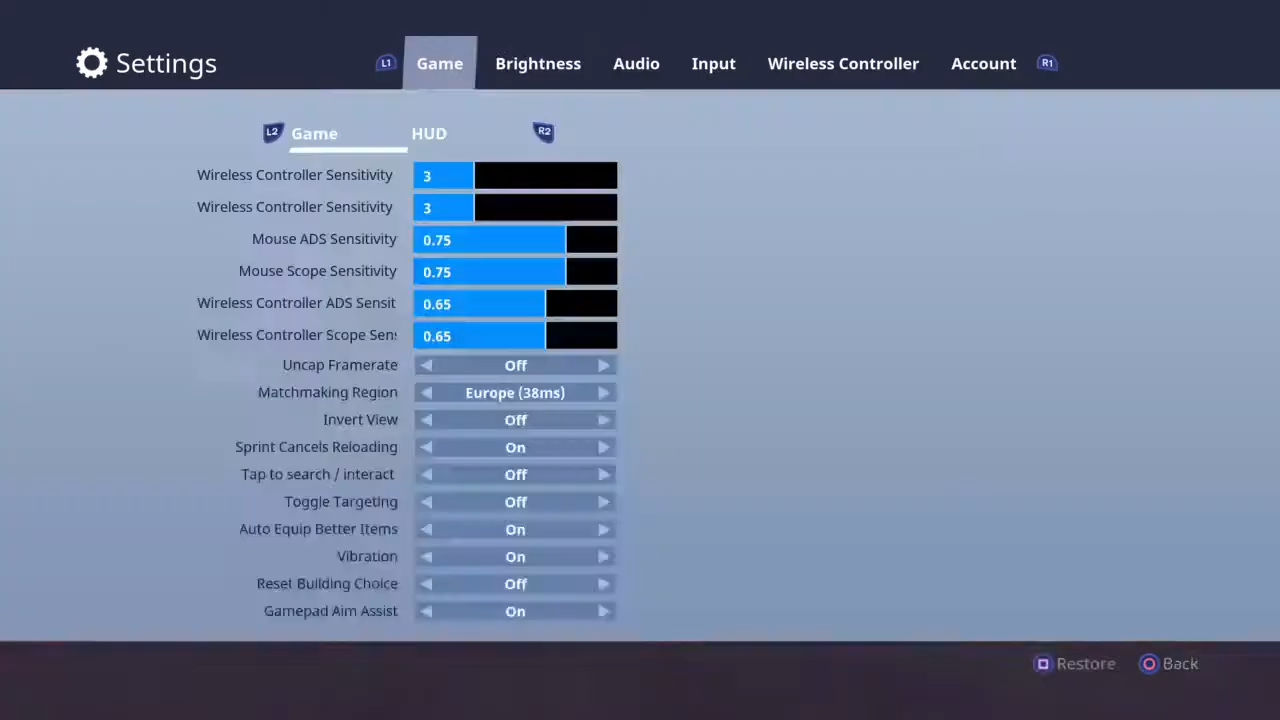 Settings
L1 Game Brightness Audio Input Wireless Controller Account R1
L2 Game HUD R2
Wireless Controller Sensitivity 3
Wireless Controller Sensitivity 3
Mouse ADS Sensitivity 0.75
Mouse Scope Sensitivity 0.75
Wireless Controller ADS Sensit 0.65
Wireless Controller Scope Sens 0.65
Uncap Framerate Off
Matchmaking Region Europe (38ms)
Invert View Off
Sprint Cancels Reloading On
Tap to search / interact Off
Toggle Targeting Off
Auto Equip Better Items On
Vibration On
Reset Building Choice Off
Gamepad Aim Assist On
Restore Back